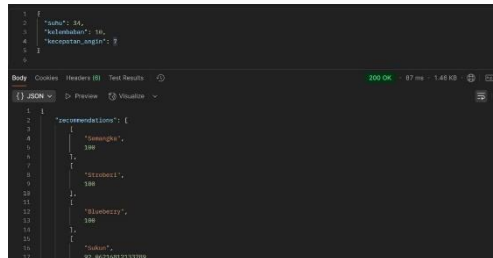 1 {
2 "suhu": 34,
3 "kelembaban": 10,
4 "kecepatan_angin": 7
5 }
6
Body Cookies Headers (8) Test Results 200 OK 87 ms 1.48 KB
{} JSON Preview Visualize
1 {
2 "recommendations": [
3 [
4 "Semangka",
5 100
6 ],
7 [
8 "Stroberi",
9 100
10 ],
11 [
12 "Blueberry",
13 100
14 ],
15 [
16 "Sukun",
17